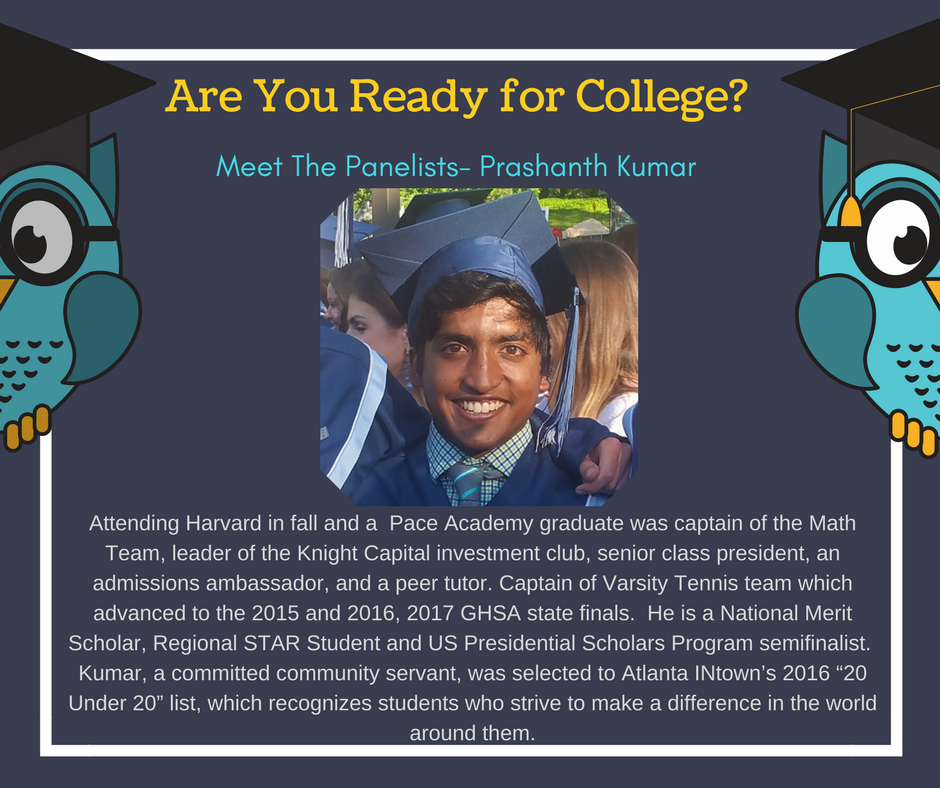 Are You Ready for College?
Meet The Panelists- Prashanth Kumar
Attending Harvard in fall and a  Pace Academy graduate was captain of the Math
Team, leader of the Knight Capital investment club, senior class president, an
admissions ambassador, and a peer tutor. Captain of Varsity Tennis team which
advanced to the 2015 and 2016, 2017 GHSA state finals.  He is a National Merit
Scholar, Regional STAR Student and US Presidential Scholars Program semifinalist.
Kumar, a committed community servant, was selected to Atlanta INtown’s 2016 “20
Under 20” list, which recognizes students who strive to make a difference in the world
around them.